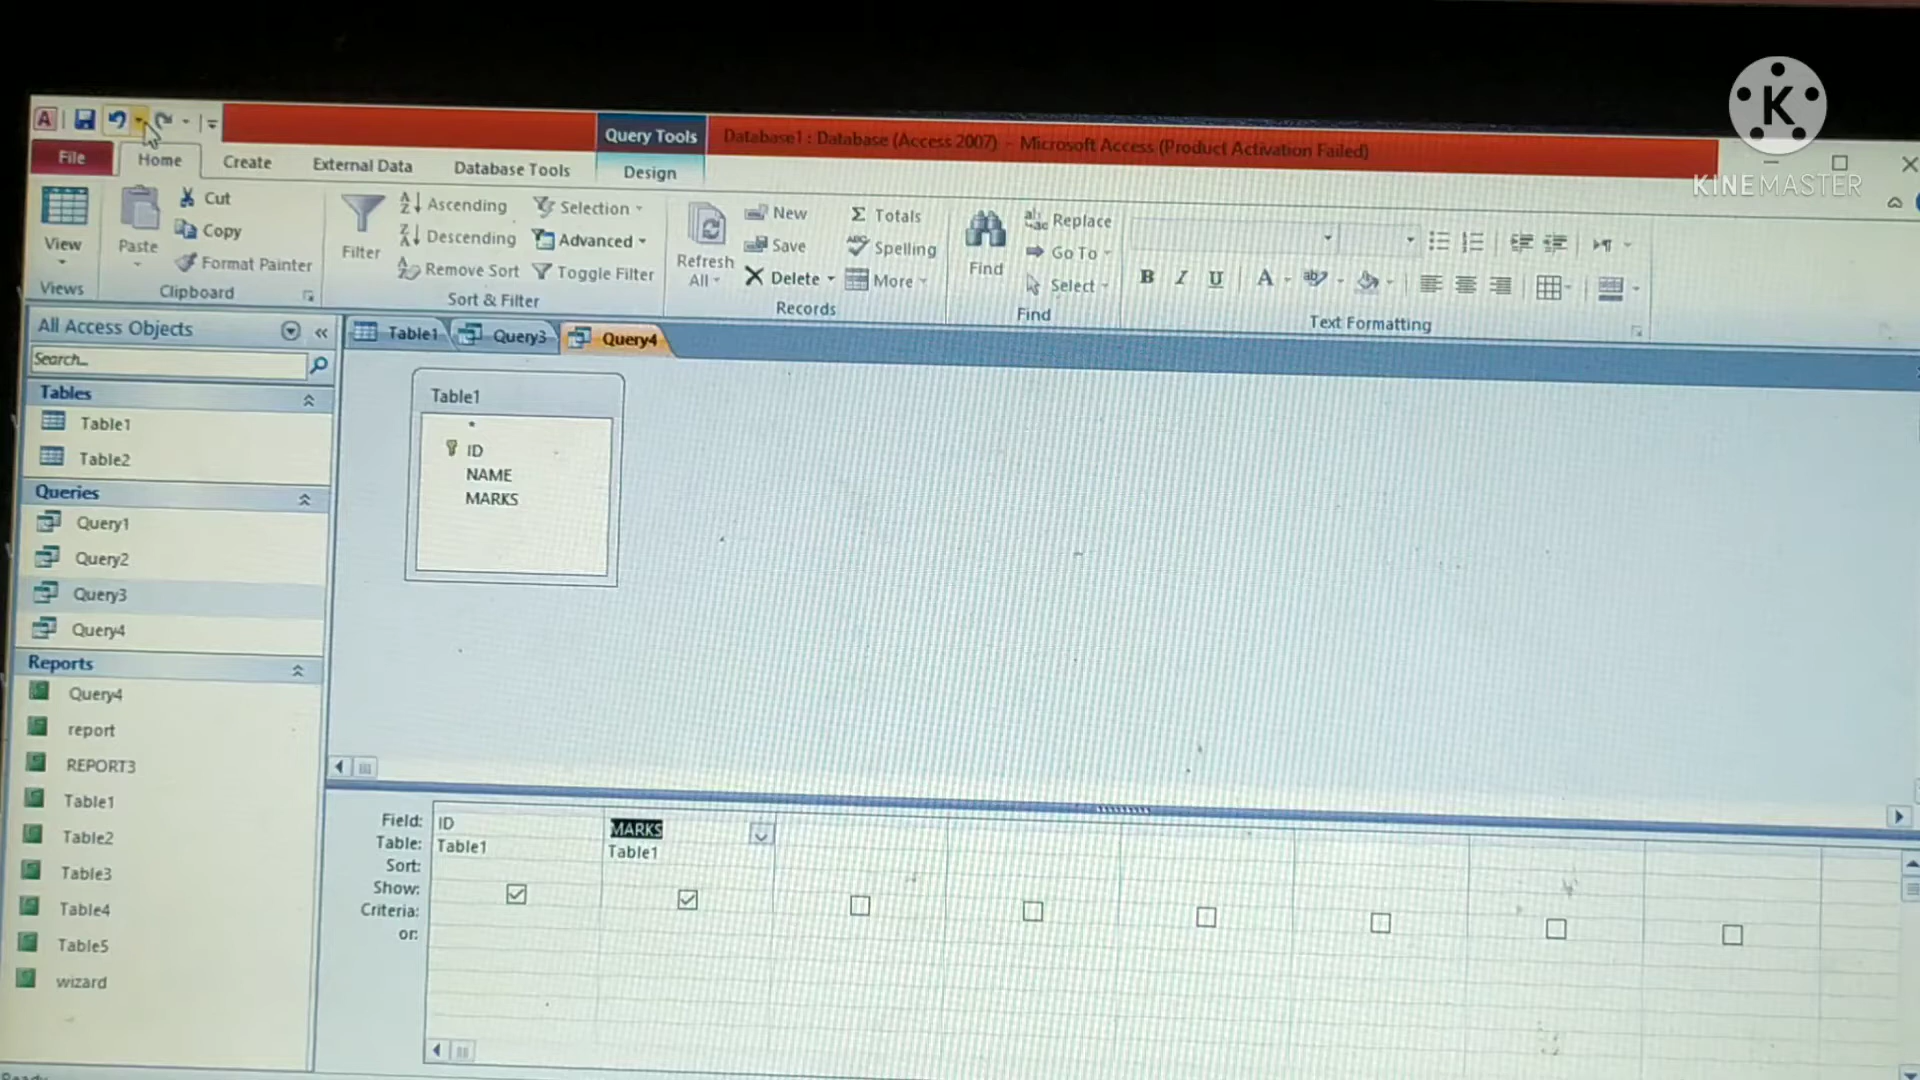 K
KINEMASTER
A
Query Tools
Database1 : Database (Access 2007) - Microsoft Access (Product Activation Failed)
File
Home
Create
External Data
Database Tools
Design
View
Views
Paste
Cut
Copy
Format Painter
Clipboard
Filter
Ascending
Descending
Remove Sort
Selection
Advanced
Toggle Filter
Sort & Filter
Refresh
All
New
Save
Delete
Records
Totals
Spelling
More
Find
Replace
Go To
Select
Find
B I U A
Text Formatting
All Access Objects
Search...
Tables
Table1
Table2
Queries
Query1
Query2
Query3
Query4
Reports
Query4
report
REPORT3
Table1
Table2
Table3
Table4
Table5
wizard
Table1
Query3
Query4
Table1
*
ID
NAME
MARKS
Field: ID MARKS
Table: Table1 Table1
Sort:
Show:
Criteria:
or:
Ready